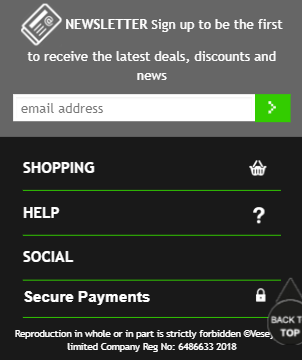 NEWSLETTER Sign up to be the first
to receive the latest deals, discounts and
news
email address
SHOPPING
HELP
SOCIAL
Secure Payments
BACK T
TOP
Reproduction in whole or in part is strictly forbidden ©Vesey
limited Company Reg No: 6486633 2018